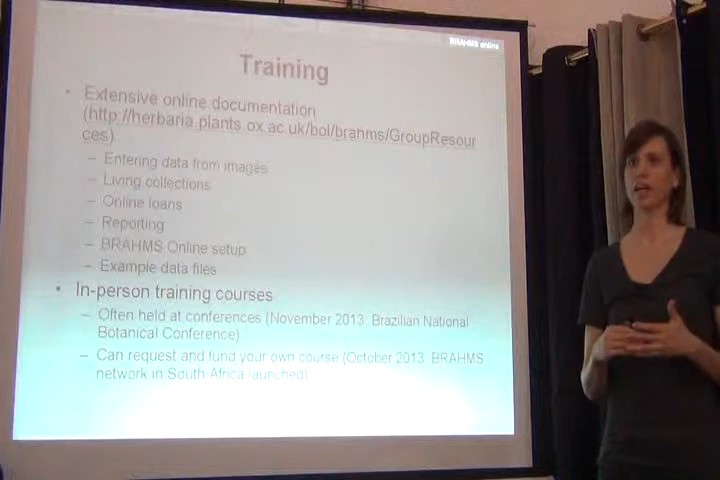 BRAHMS online
Training
• Extensive online documentation
(http://herbaria.plants.ox.ac.uk/bol/brahms/GroupResour
ces)
– Entering data from images
– Living collections
– Online loans
– Reporting
– BRAHMS Online setup
– Example data files
• In-person training courses
– Often held at conferences (November 2013: Brazilian National
Botanical Conference)
– Can request and fund your own course (October 2013: BRAHMS
network in South Africa launched)